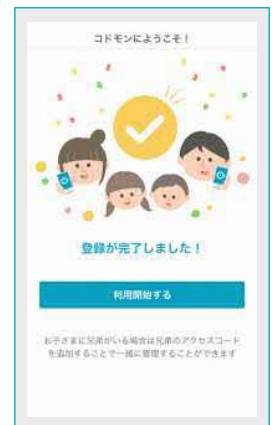 コドモンにようこそ！
登録が完了しました！
利用開始する
お子さまに兄弟がいる場合は兄弟のアクセスコード
を追加することで一緒に管理することができます